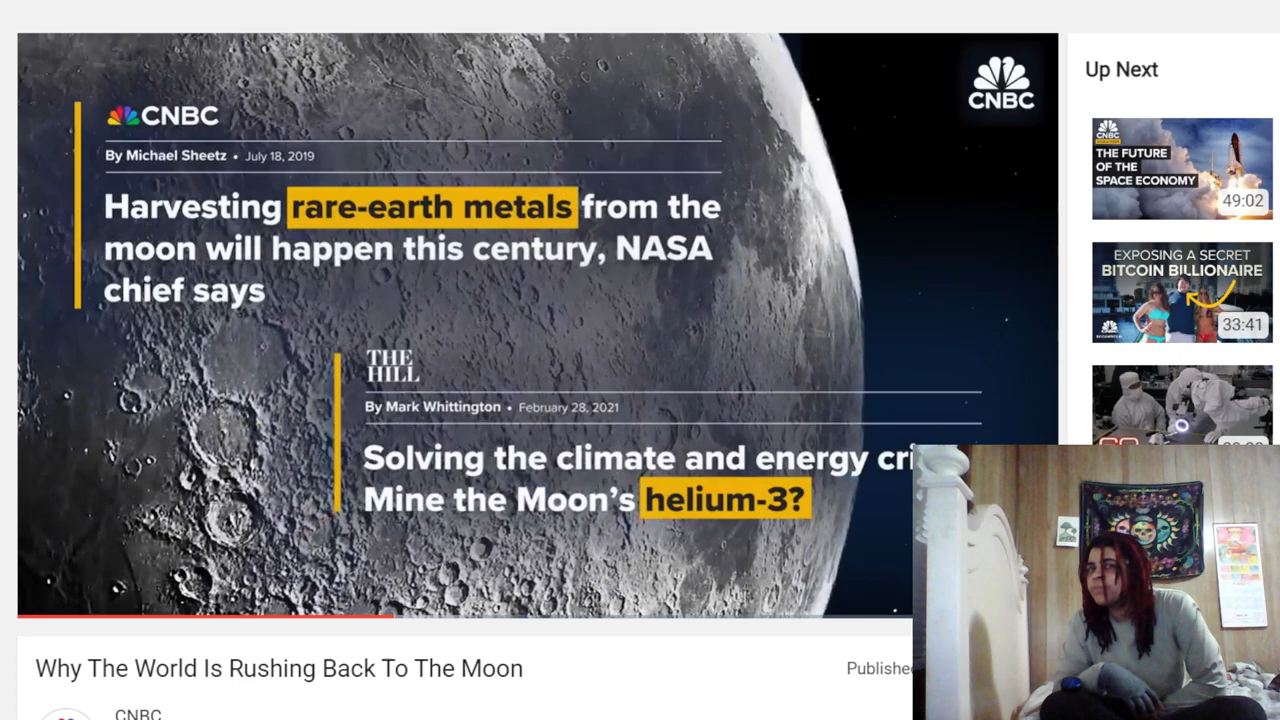 CNBC
By Michael Sheetz • July 18, 2019
Harvesting rare-earth metals from the
moon will happen this century, NASA
chief says
THE
HILL
By Mark Whittington • February 28, 2021
Solving the climate and energy cri
Mine the Moon's helium-3?
CNBC
Why The World Is Rushing Back To The Moon
Published
CNBC
Up Next
CNBC
THE FUTURE
OF THE
SPACE ECONOMY
49:02
EXPOSING A SECRET
BITCOIN BILLIONAIRE
CNBC
33:41